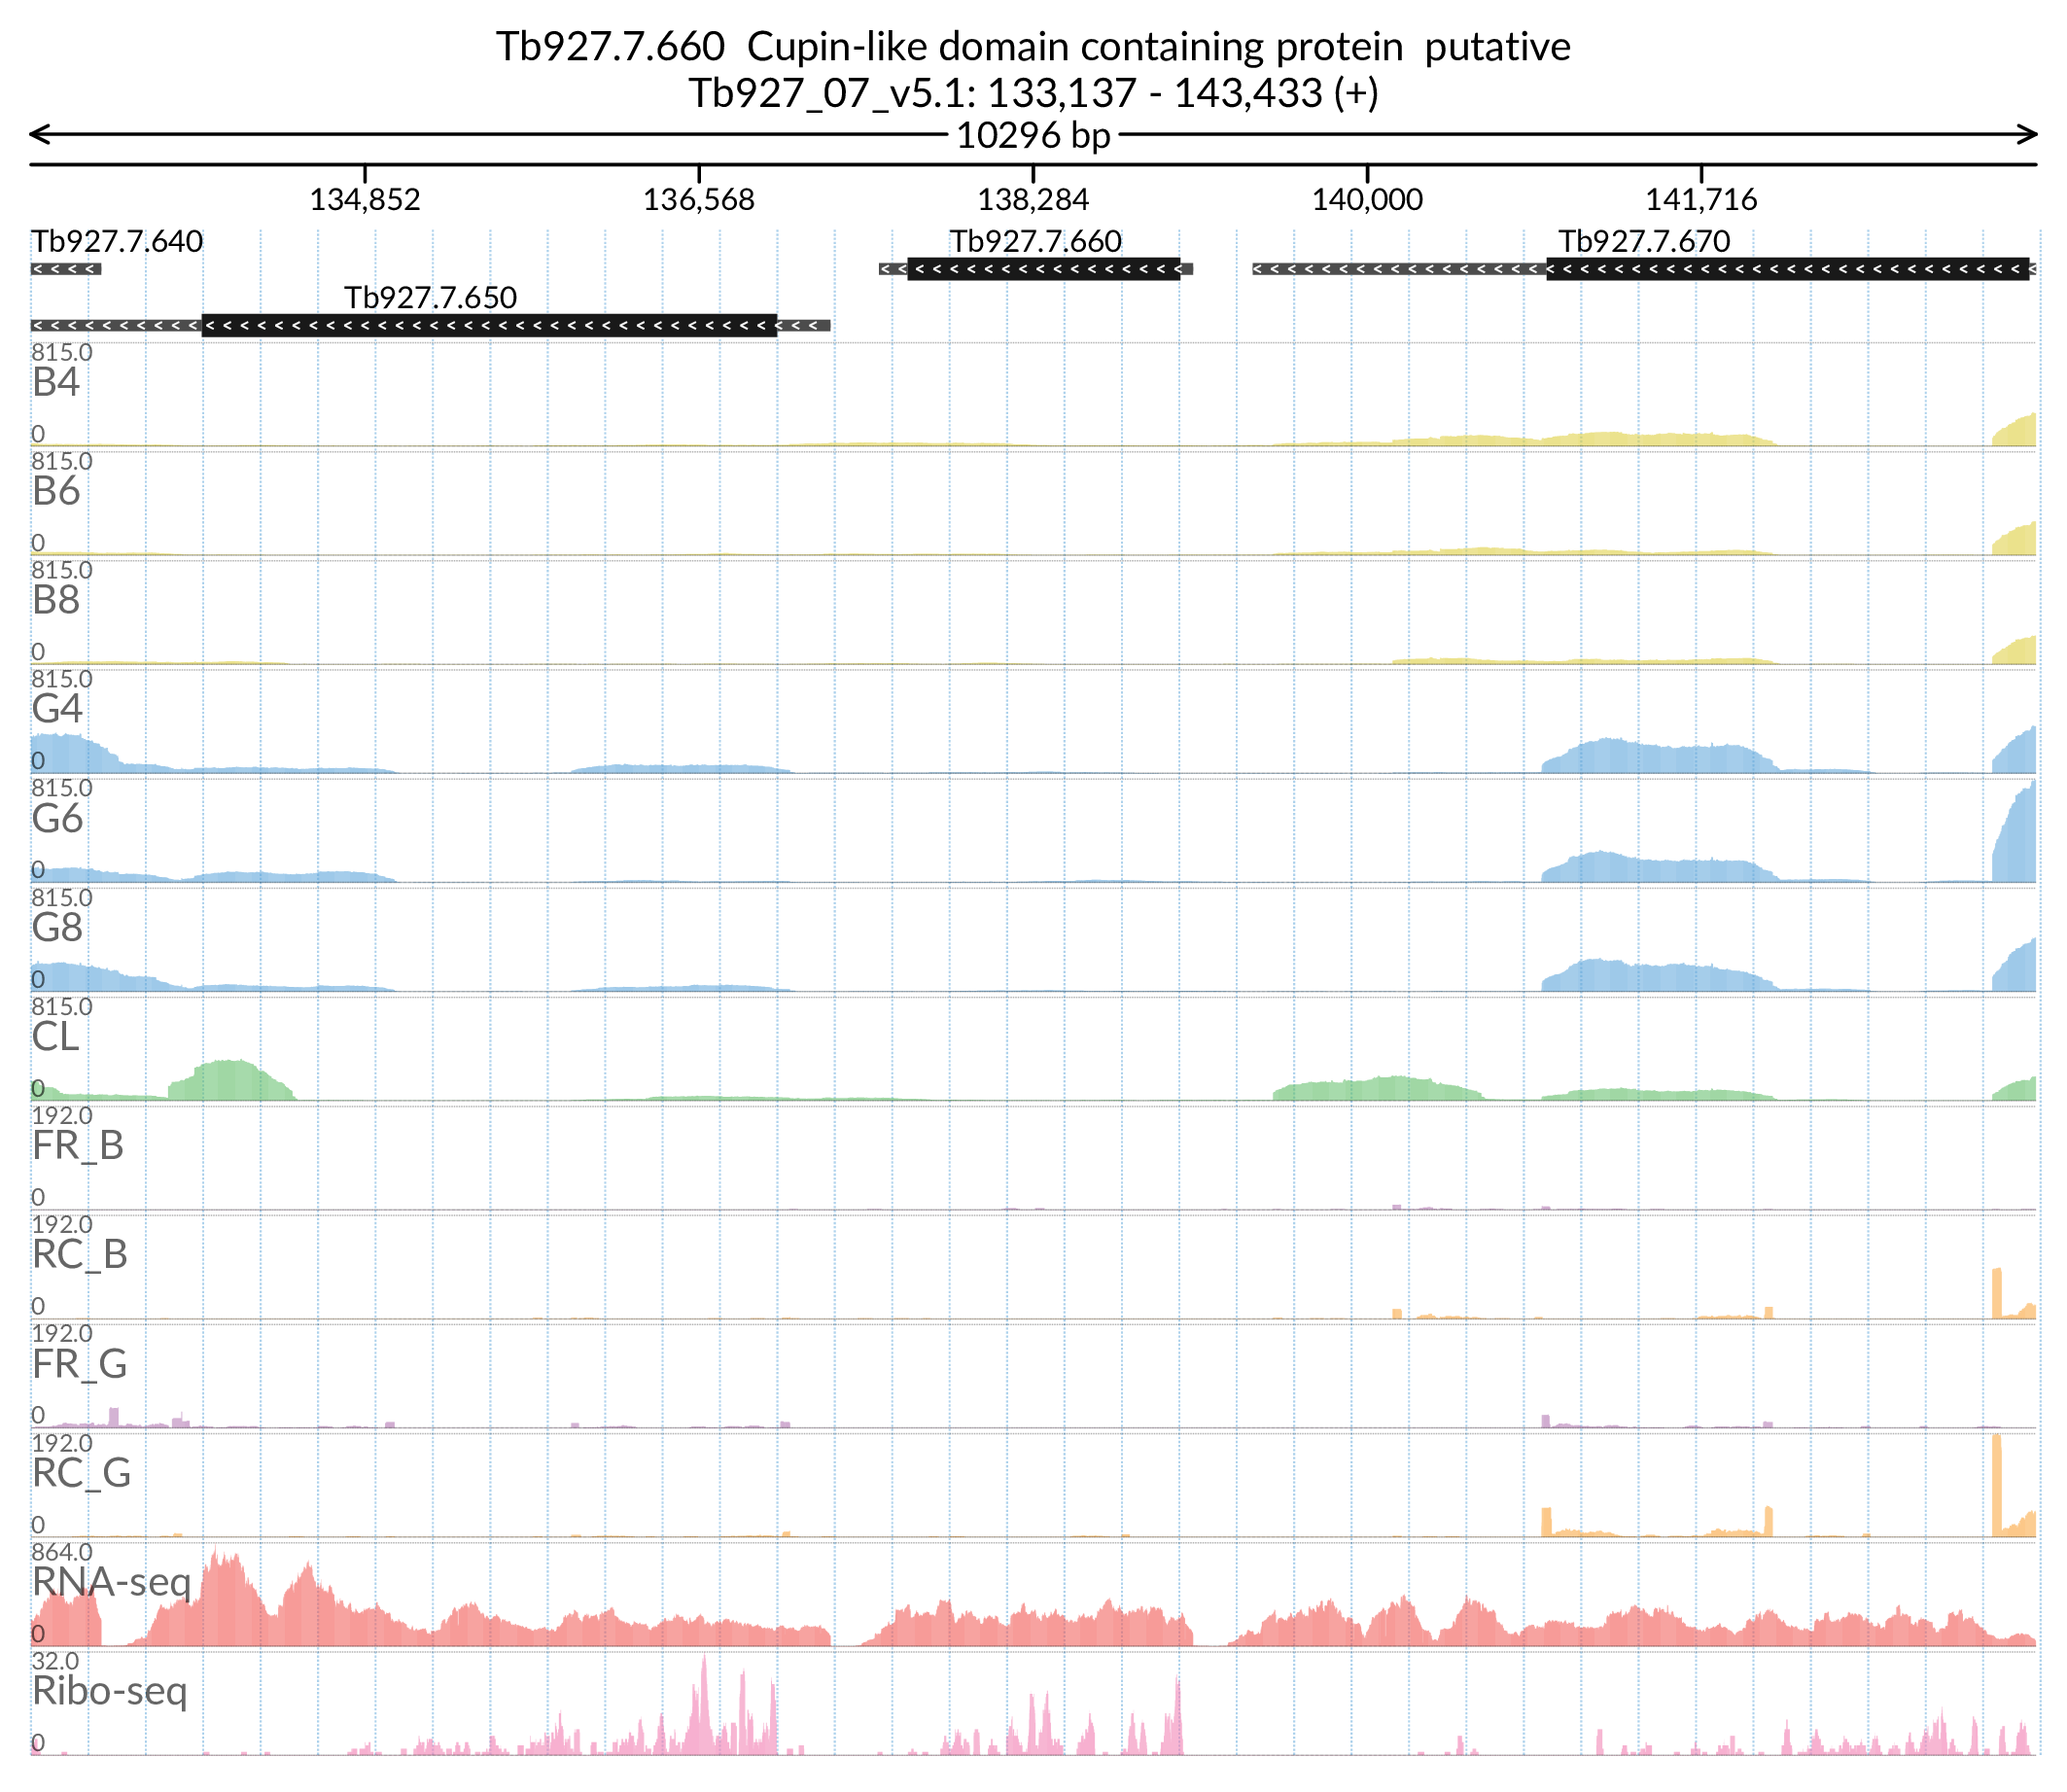 Tb927.7.660  Cupin-like domain containing protein  putative
Tb927_07_v5.1: 133,137 - 143,433 (+)
10296 bp
134,852 136,568 138,284 140,000 141,716
Tb927.7.640 Tb927.7.660 Tb927.7.670
Tb927.7.650
815.0
B4
0
815.0
B6
0
815.0
B8
0
815.0
G4
0
815.0
G6
0
815.0
G8
0
815.0
CL
0
192.0
FR_B
0
192.0
RC_B
0
192.0
FR_G
0
192.0
RC_G
0
864.0
RNA-seq
0
32.0
Ribo-seq
0